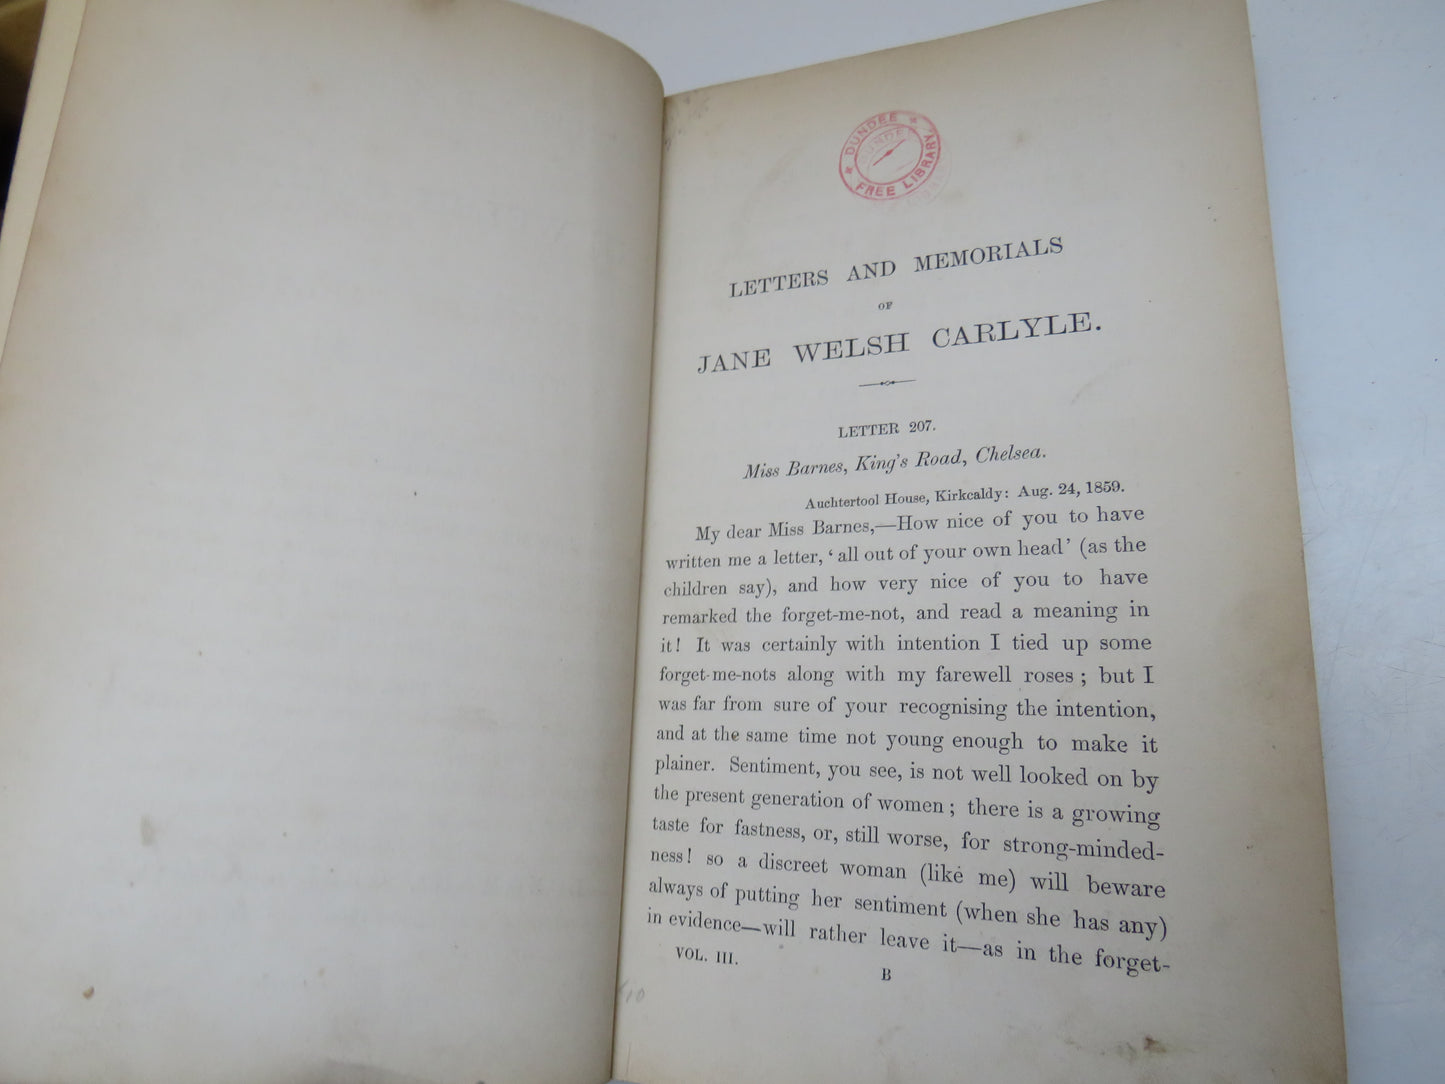 DUNDEE
FREE LIBRARY.
LETTERS AND MEMORIALS
OF
JANE WELSH CARLYLE.
LETTER 207.
Miss Barnes, King's Road, Chelsea.
Auchtertool House, Kirkcaldy: Aug. 24, 1859.
My dear Miss Barnes,—How nice of you to have
written me a letter, ‘all out of your own head’ (as the
children say), and how very nice of you to have
remarked the forget-me-not, and read a meaning in
it! It was certainly with intention I tied up some
forget-me-nots along with my farewell roses; but I
was far from sure of your recognising the intention,
and at the same time not young enough to make it
plainer. Sentiment, you see, is not well looked on by
the present generation of women; there is a growing
taste for fastness, or, still worse, for strong-minded-
ness! so a discreet woman (like me) will beware
always of putting her sentiment (when she has any)
in evidence—will rather leave it—as in the forget-
VOL. III.
B